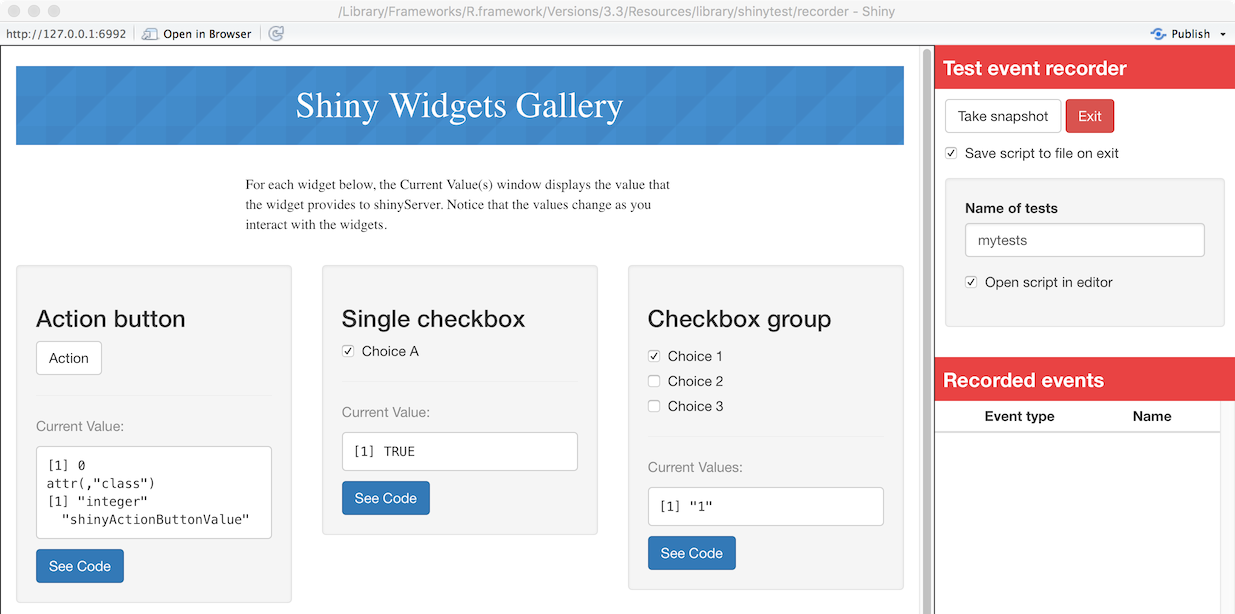 /Library/Frameworks/R.framework/Versions/3.3/Resources/library/shinytest/recorder - Shiny
http://127.0.0.1:6992
Open in Browser
Publish
Shiny Widgets Gallery
For each widget below, the Current Value(s) window displays the value that
the widget provides to shinyServer. Notice that the values change as you
interact with the widgets.
Action button
Action
Current Value:
[1] 0
attr(,"class")
[1] "integer"
"shinyActionButtonValue"
See Code
Single checkbox
Choice A
Current Value:
[1] TRUE
See Code
Checkbox group
Choice 1
Choice 2
Choice 3
Current Values:
[1] "1"
See Code
Test event recorder
Take snapshot
Exit
Save script to file on exit
Name of tests
mytests
Open script in editor
Recorded events
Event type
Name